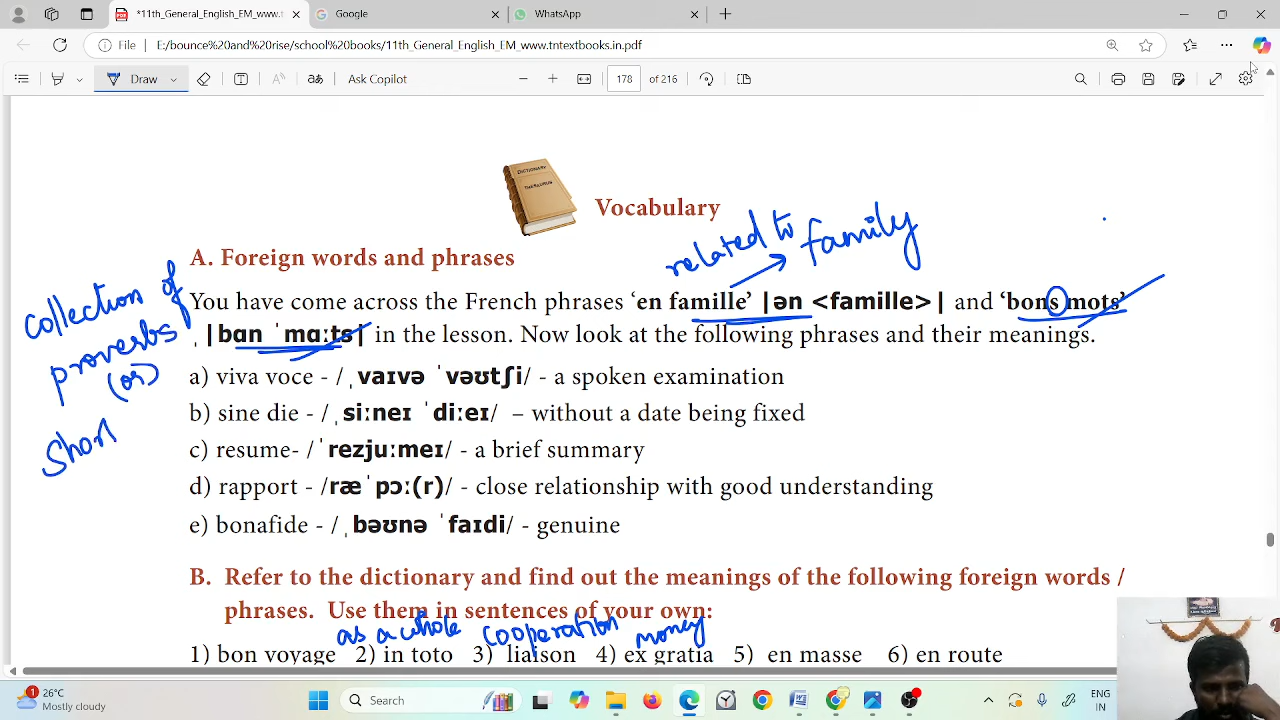 *11th_General_English_EM_www.t
Google
WhatsApp
File
E:/bounce%20and%20rise/school%20books/11th_General_English_EM_www.tntextbooks.in.pdf
Draw
Ask Copilot
178 of 216
DICTIONARY
Vocabulary
related to family
A. Foreign words and phrases
collection of proverbs (or) short
You have come across the French phrases ‘en famille’ |ən <famille>| and ‘bons mots’
ˌ|bɑn ˈmɑːts| in the lesson. Now look at the following phrases and their meanings.
a) viva voce - /ˌvaɪvə ˈvəʊtʃi/ - a spoken examination
b) sine die - /ˌsiːneɪ ˈdiːeɪ/ – without a date being fixed
c) resume- /ˈrezjuːmeɪ/ - a brief summary
d) rapport - /ræˈpɔː(r)/ - close relationship with good understanding
e) bonafide - /ˌbəʊnə ˈfaɪdi/ - genuine
B. Refer to the dictionary and find out the meanings of the following foreign words /
phrases. Use them in sentences of your own:
as a whole cooperation money
1) bon voyage 2) in toto 3) liaison 4) ex gratia 5) en masse 6) en route
1
26°C
Mostly cloudy
Search
ENG
IN